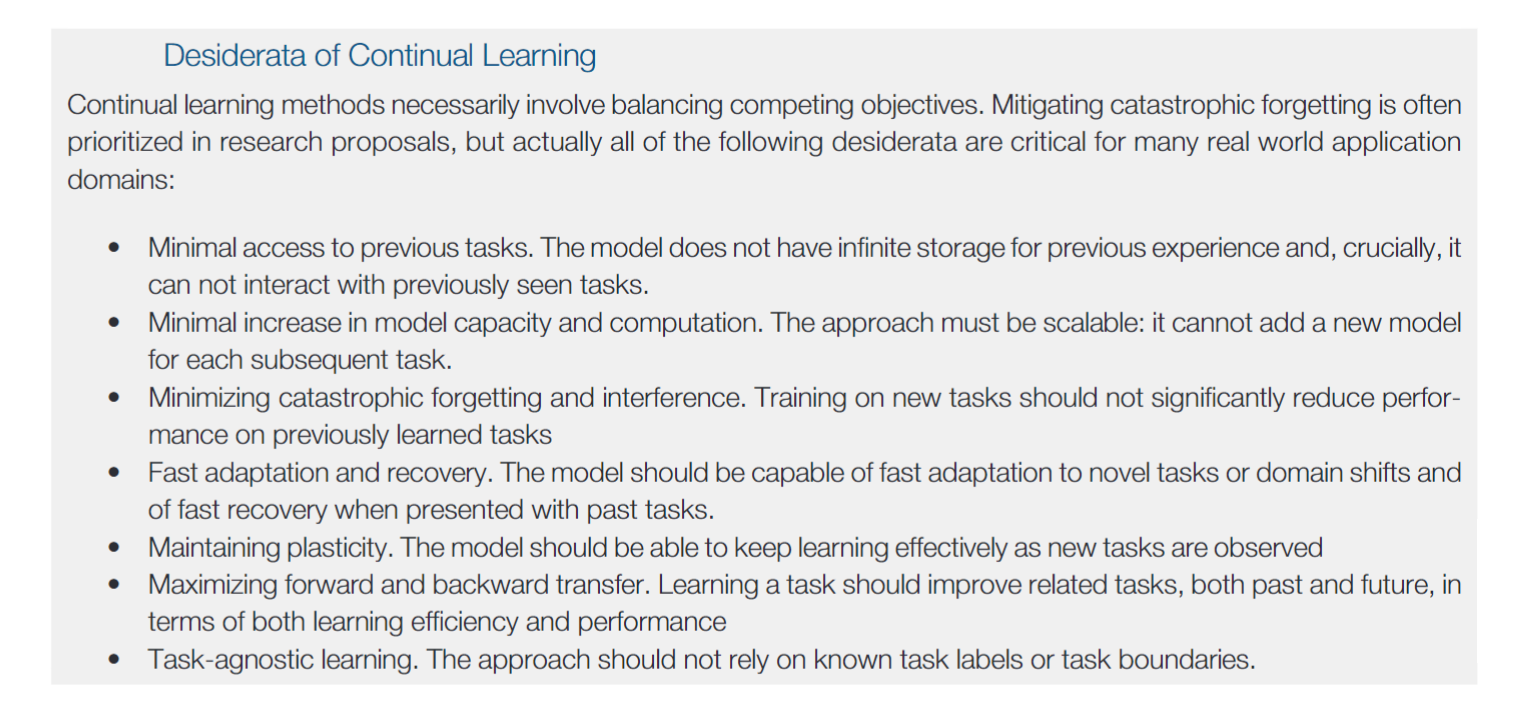 Desiderata of Continual Learning
Continual learning methods necessarily involve balancing competing objectives. Mitigating catastrophic forgetting is often
prioritized in research proposals, but actually all of the following desiderata are critical for many real world application
domains:
• Minimal access to previous tasks. The model does not have infinite storage for previous experience and, crucially, it
can not interact with previously seen tasks.
• Minimal increase in model capacity and computation. The approach must be scalable: it cannot add a new model
for each subsequent task.
• Minimizing catastrophic forgetting and interference. Training on new tasks should not significantly reduce perfor-
mance on previously learned tasks
• Fast adaptation and recovery. The model should be capable of fast adaptation to novel tasks or domain shifts and
of fast recovery when presented with past tasks.
• Maintaining plasticity. The model should be able to keep learning effectively as new tasks are observed
• Maximizing forward and backward transfer. Learning a task should improve related tasks, both past and future, in
terms of both learning efficiency and performance
• Task-agnostic learning. The approach should not rely on known task labels or task boundaries.